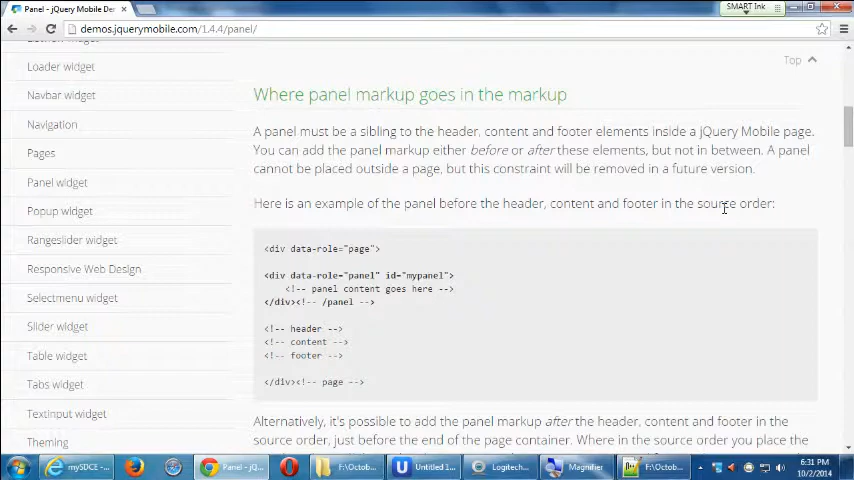 Panel - jQuery Mobile De
SMART Ink
demos.jquerymobile.com/1.4.4/panel/
Loader widget
Navbar widget
Navigation
Pages
Panel widget
Popup widget
Rangeslider widget
Responsive Web Design
Selectmenu widget
Slider widget
Table widget
Tabs widget
TextInput widget
Theming
Top
Where panel markup goes in the markup
A panel must be a sibling to the header, content and footer elements inside a jQuery Mobile page.
You can add the panel markup either before or after these elements, but not in between. A panel
cannot be placed outside a page, but this constraint will be removed in a future version.
Here is an example of the panel before the header, content and footer in the source order:
<div data-role="page">
<div data-role="panel" id="mypanel">
<!-- panel content goes here -->
</div><!-- /panel -->
<!-- header -->
<!-- content -->
<!-- footer -->
</div><!-- page -->
Alternatively, it's possible to add the panel markup after the header, content and footer in the
source order, just before the end of the page container. Where in the source order you place the
mySDCE - ...
Panel - jQ...
F:\Octob...
Untitled 1...
Logitech...
Magnifier
F:\Octob...
6:31 PM
10/2/2014